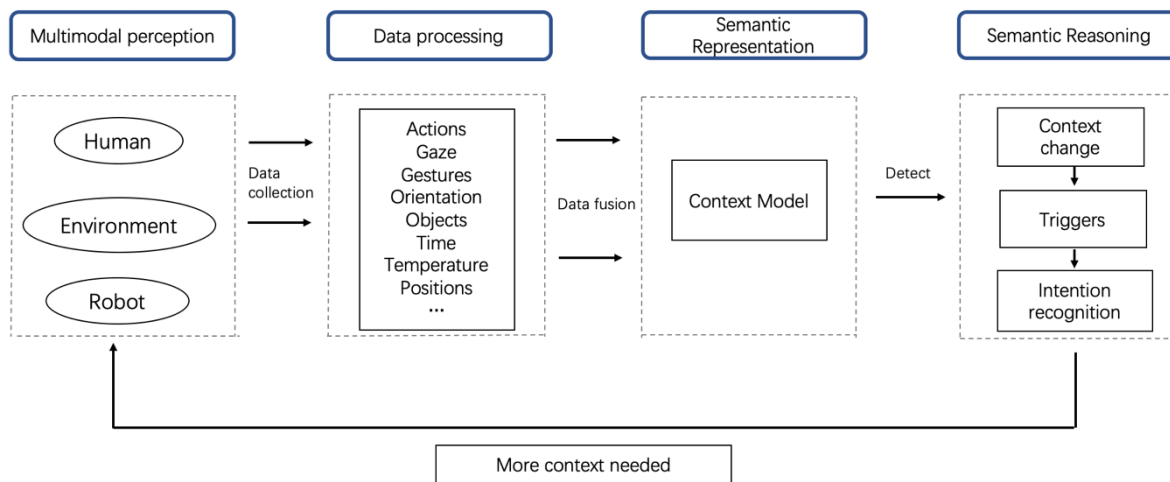 Multimodal perception
Data processing
Semantic
Representation
Semantic Reasoning
Human
Environment
Robot
Data
collection
Actions
Gaze
Gestures
Orientation
Objects
Time
Temperature
Positions
...
Data fusion
Context Model
Detect
Context
change
Triggers
Intention
recognition
More context needed